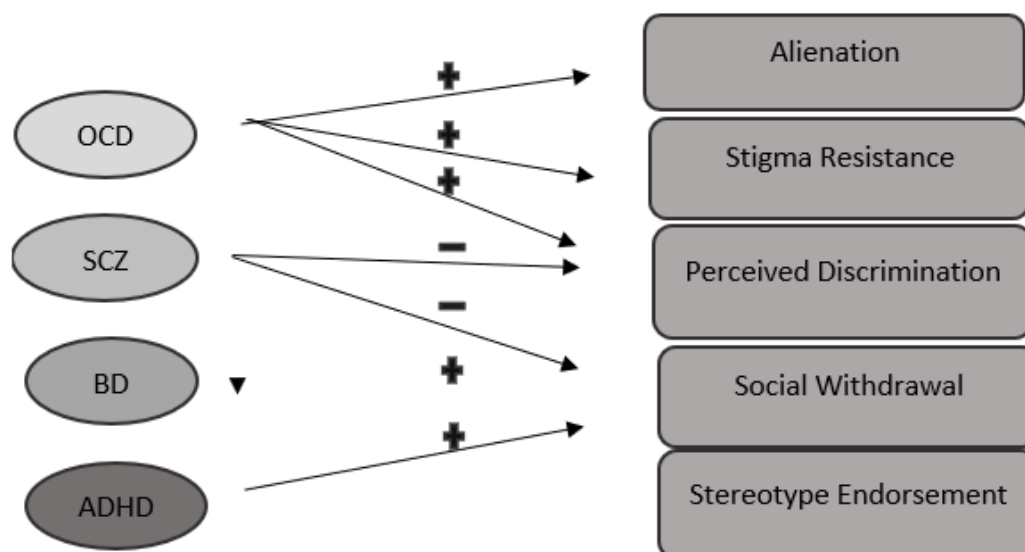 OCD
SCZ
BD
ADHD
+
+
+
−
−
+
+
Alienation
Stigma Resistance
Perceived Discrimination
Social Withdrawal
Stereotype Endorsement